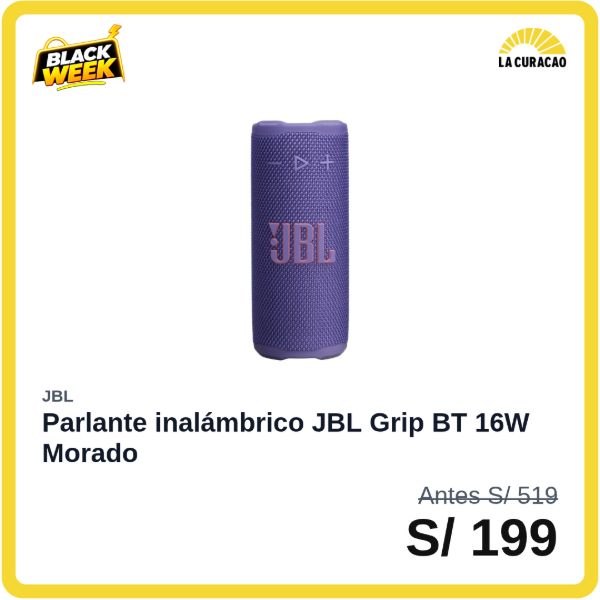 BLACK
WEEK
LA CURACAO
JBL
JBL
Parlante inalámbrico JBL Grip BT 16W
Morado
Antes S/ 519
S/ 199